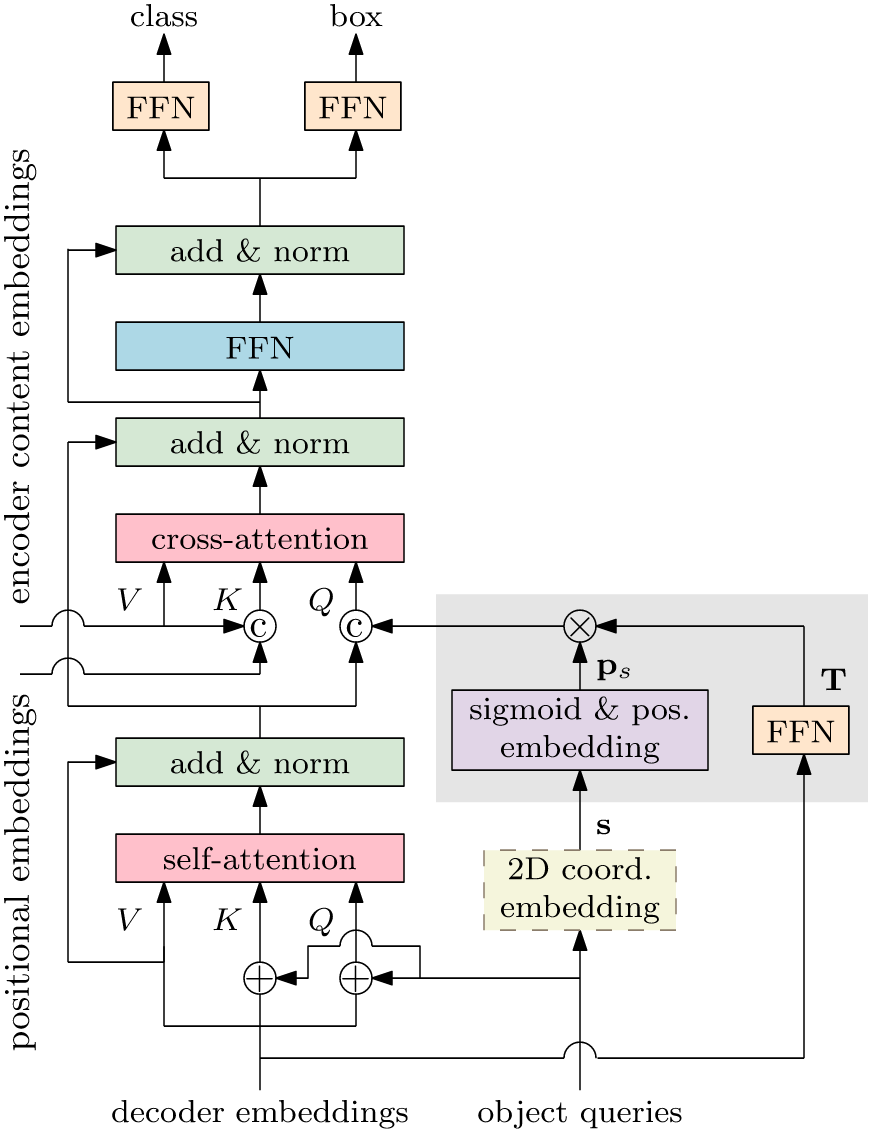 class
box
FFN
FFN
encoder content embeddings
add & norm
FFN
add & norm
cross-attention
V
K
Q
c
c
p_s
T
sigmoid & pos.
embedding
FFN
positional embeddings
add & norm
s
self-attention
2D coord.
embedding
V
K
Q
decoder embeddings
object queries